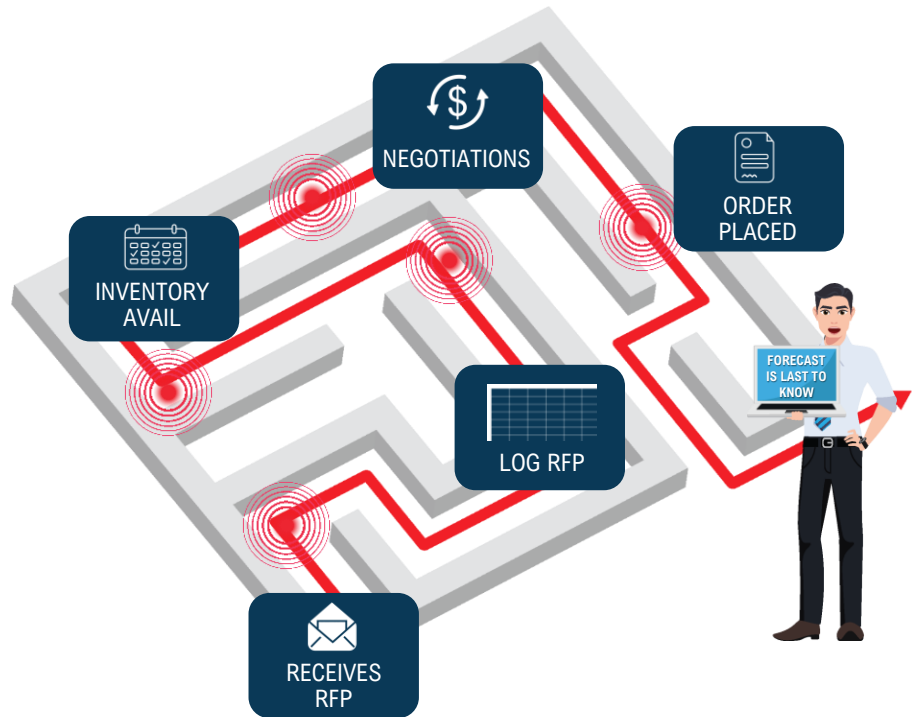 $
NEGOTIATIONS
ORDER
PLACED
INVENTORY
AVAIL
FORECAST
IS LAST TO
KNOW
LOG RFP
RECEIVES
RFP